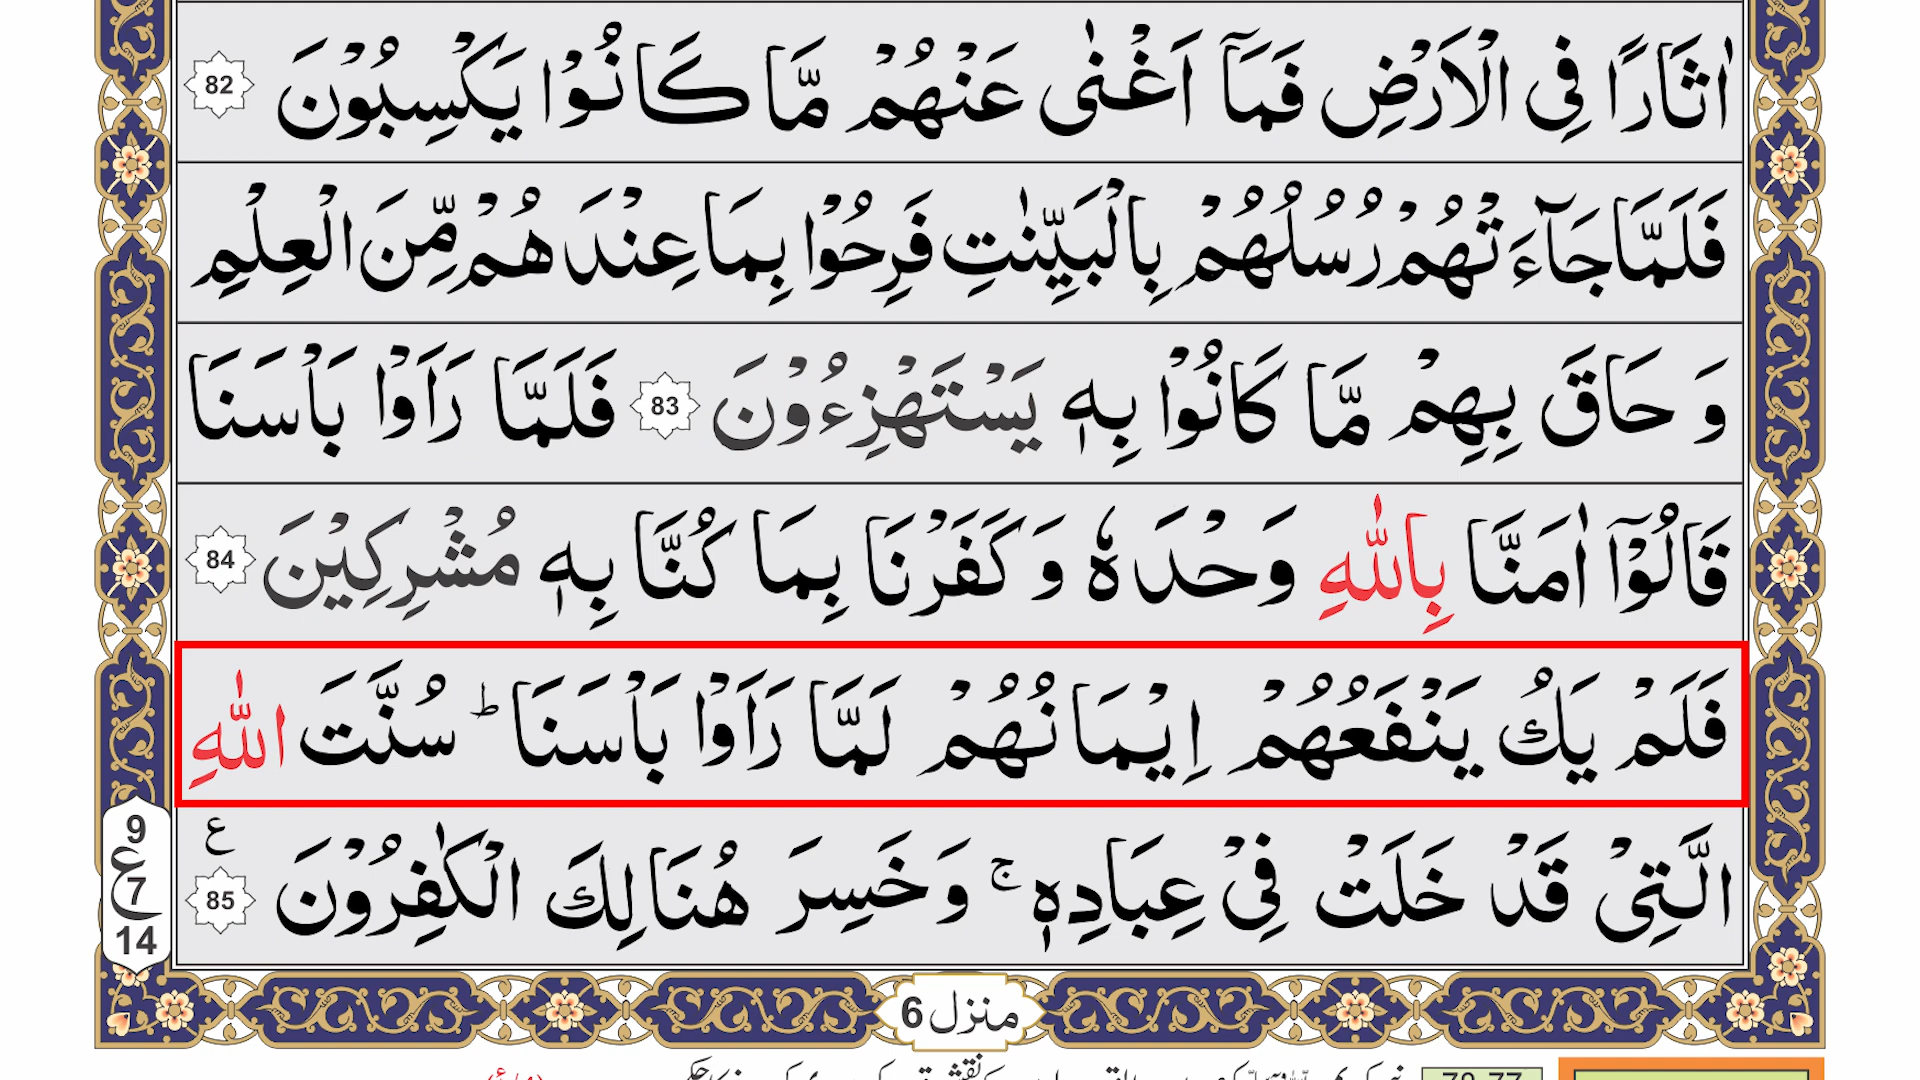 اٰثَارًا فِى الْاَرْضِ فَمَاۤ اَغْنٰى عَنْهُمْ مَّا كَانُوْا يَكْسِبُوْنَ 82
فَلَمَّا جَآءَتْهُمْ رُسُلُهُمْ بِالْبَيِّنٰتِ فَرِحُوْا بِمَا عِنْدَهُمْ مِّنَ الْعِلْمِ
وَ حَاقَ بِهِمْ مَّا كَانُوْا بِهٖ يَسْتَهْزِءُوْنَ 83 فَلَمَّا رَاَوْا بَاْسَنَا
قَالُوْۤا اٰمَنَّا بِاللّٰهِ وَحْدَهٗ وَ كَفَرْنَا بِمَا كُنَّا بِهٖ مُشْرِكِيْنَ 84
فَلَمْ يَكُ يَنْفَعُهُمْ اِيْمَانُهُمْ لَمَّا رَاَوْا بَاْسَنَا ؕ سُنَّتَ اللّٰهِ
الَّتِىْ قَدْ خَلَتْ فِىْ عِبَادِهٖ ۚ وَخَسِرَ هُنَالِكَ الْكٰفِرُوْنَ 85 ع
9
ع
7
14
منزل 6